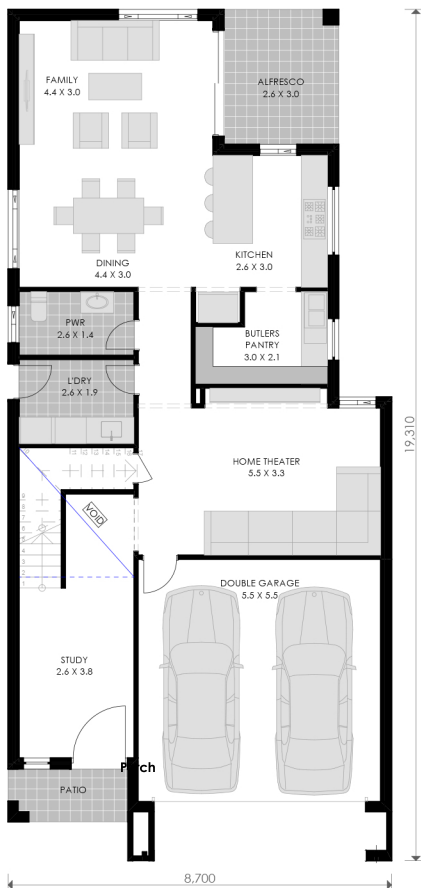 FAMILY
4.4 X 3.0
ALFRESCO
2.6 X 3.0
DINING
4.4 X 3.0
KITCHEN
2.6 X 3.0
PWR
2.6 X 1.4
BUTLERS
PANTRY
3.0 X 2.1
L'DRY
2.6 X 1.9
HOME THEATER
5.5 X 3.3
19,310
VOID
DOUBLE GARAGE
5.5 X 5.5
STUDY
2.6 X 3.8
PATIO
8,700